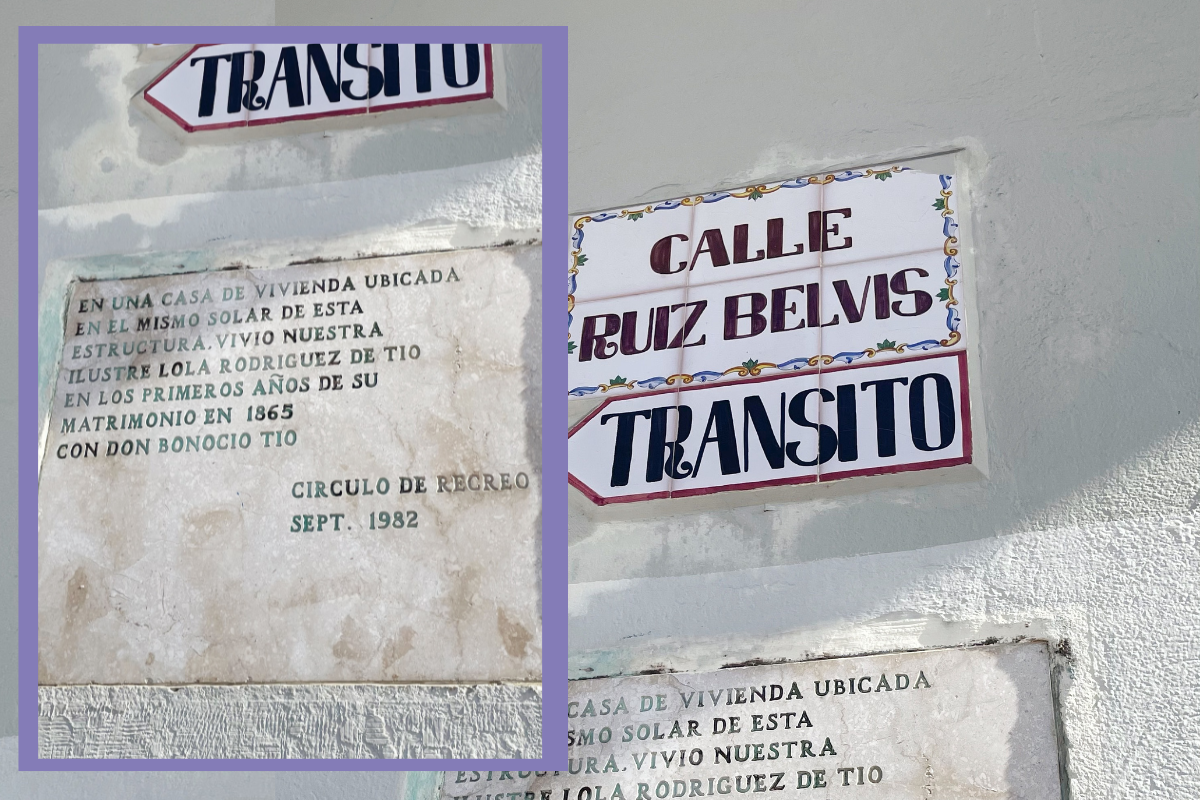 TRANSITO
EN UNA CASA DE VIVIENDA UBICADA
EN EL MISMO SOLAR DE ESTA
ESTRUCTURA. VIVIO NUESTRA
ILUSTRE LOLA RODRIGUEZ DE TIO
EN LOS PRIMEROS AÑOS DE SU
MATRIMONIO EN 1865
CON DON BONOCIO TIO
CIRCULO DE RECREO
SEPT. 1982
CALLE
RUIZ BELVIS
TRANSITO
CASA DE VIVIENDA UBICADA
SMO SOLAR DE ESTA
ESTRUCTURA. VIVIO NUESTRA
ILUSTRE LOLA RODRIGUEZ DE TIO